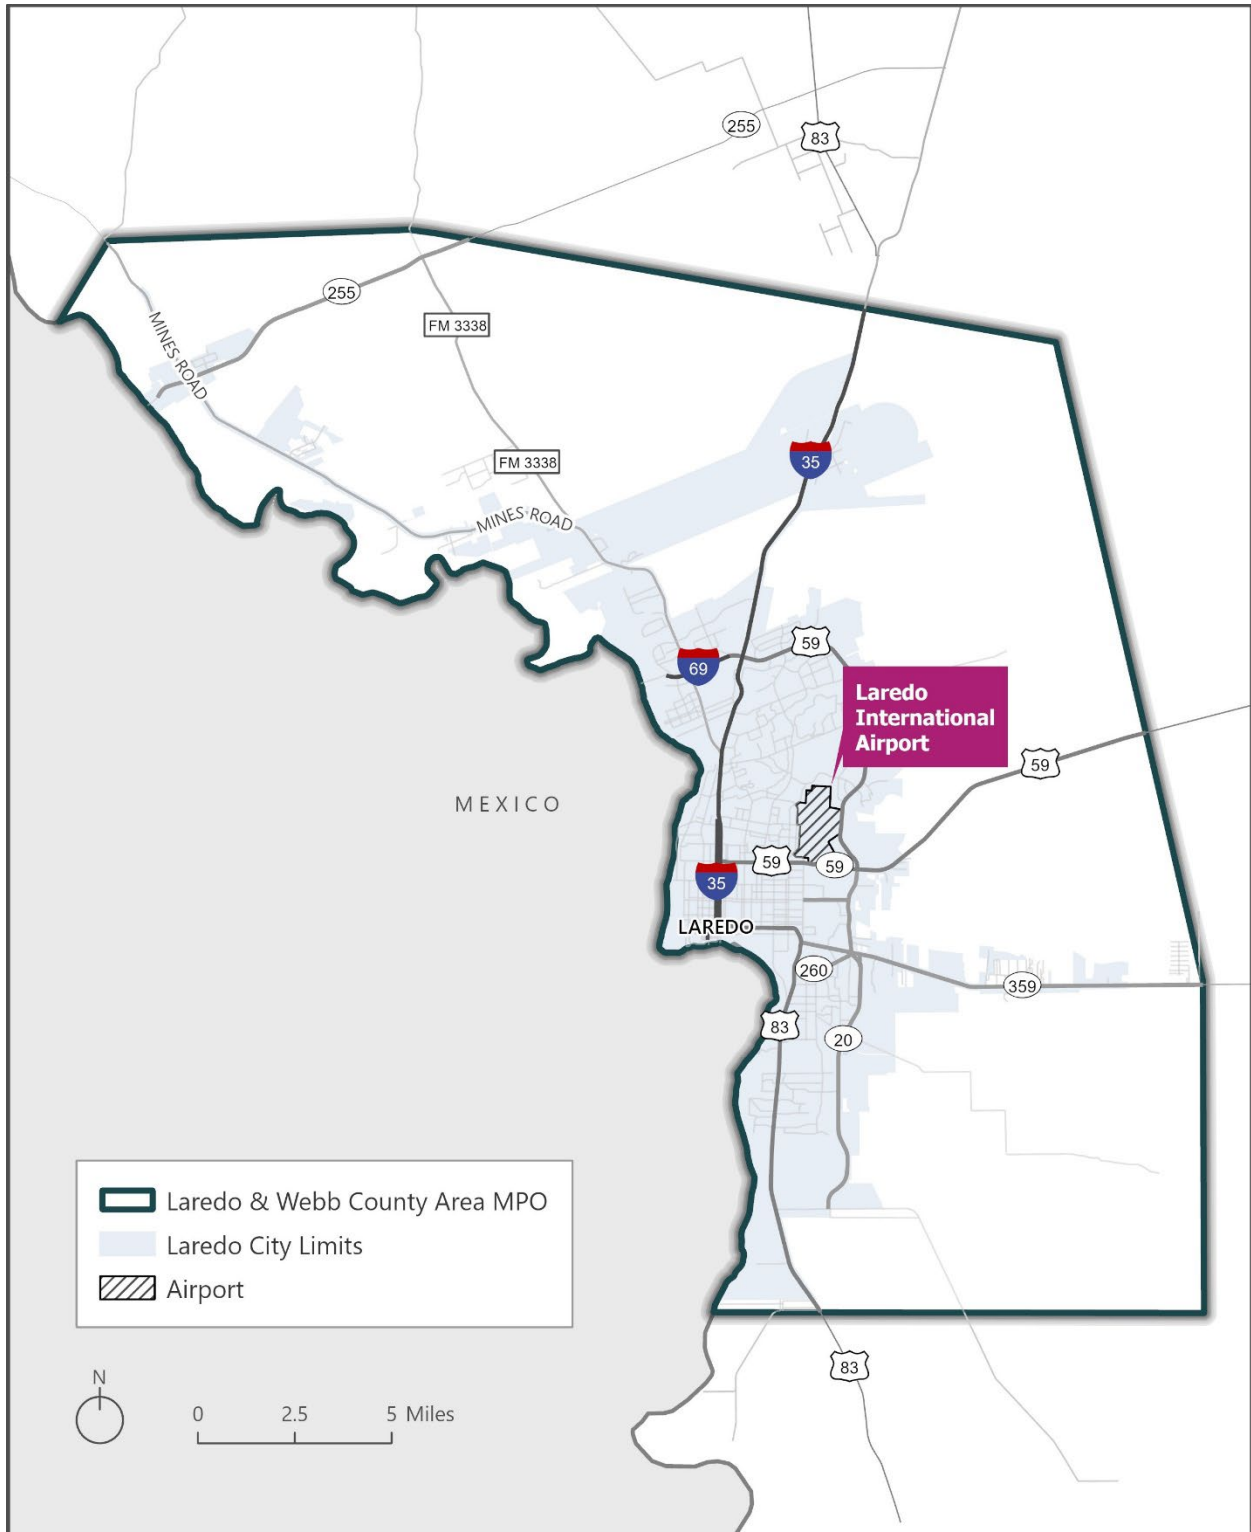 255
83
255
MINES ROAD
FM 3338
FM 3338
35
MINES ROAD
59
69
Laredo
International
Airport
59
MEXICO
59
59
35
LAREDO
260
359
83
20
Laredo & Webb County Area MPO
Laredo City Limits
Airport
83
N
0 2.5 5 Miles